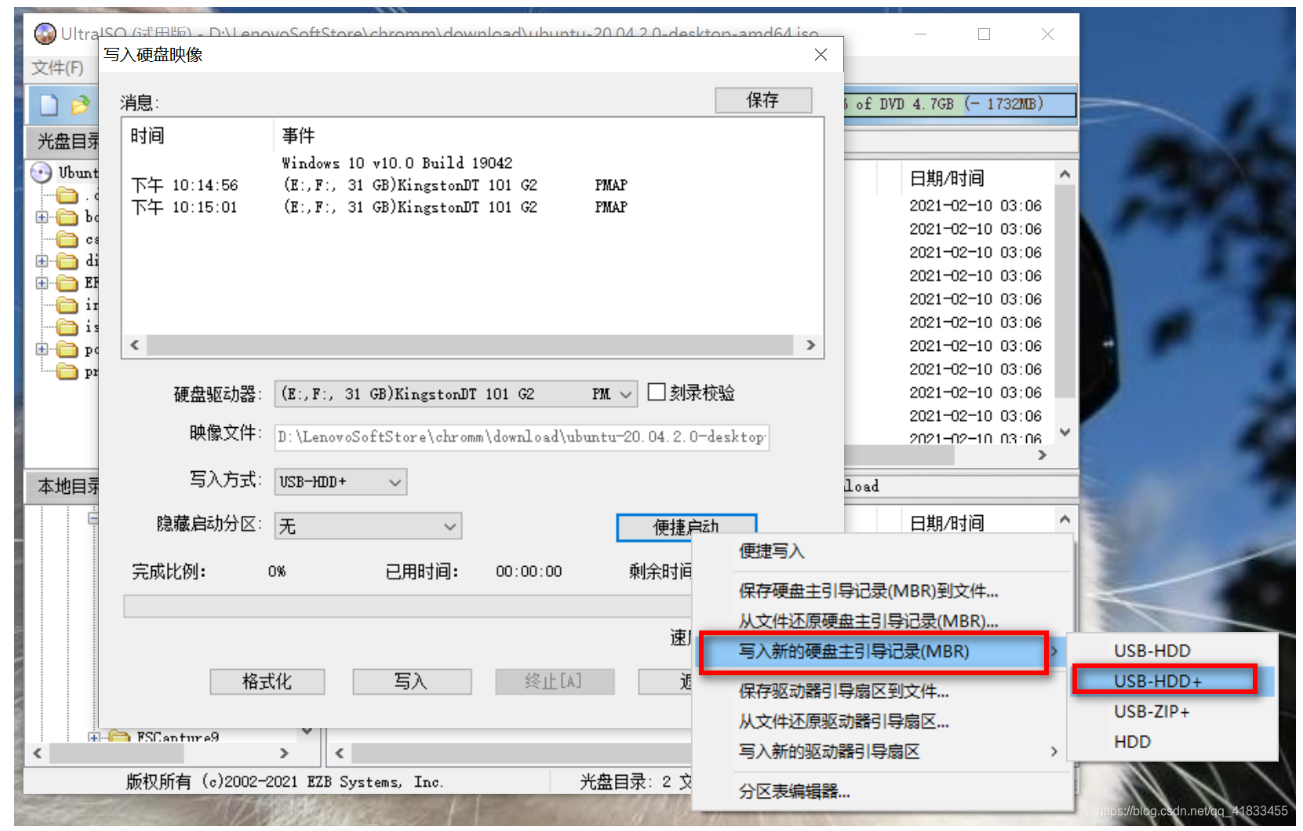 UltraISO (试用版) - D:\LenovoSoftStore\chromm\download\ubuntu-20.04.2.0-desktop-amd64.iso
文件(F)
写入硬盘映像
消息:
保存
of DVD 4.7GB (- 1732MB)
光盘目录
时间 事件
Windows 10 v10.0 Build 19042
下午 10:14:56 (E:,F:, 31 GB)KingstonDT 101 G2 PMAP
下午 10:15:01 (E:,F:, 31 GB)KingstonDT 101 G2 PMAP
Ubunt
bo
ca
di
EF
in
is
po
pr
日期/时间
2021-02-10 03:06
2021-02-10 03:06
2021-02-10 03:06
2021-02-10 03:06
2021-02-10 03:06
2021-02-10 03:06
2021-02-10 03:06
2021-02-10 03:06
2021-02-10 03:06
2021-02-10 03:06
2021-02-10 03:06
硬盘驱动器: (E:,F:, 31 GB)KingstonDT 101 G2 PM 刻录校验
映像文件: D:\LenovoSoftStore\chromm\download\ubuntu-20.04.2.0-desktop
写入方式: USB-HDD+
隐藏启动分区: 无 便捷启动
完成比例: 0% 已用时间: 00:00:00 剩余时间
格式化 写入 终止[A]
本地目录
load
日期/时间
便捷写入
保存硬盘主引导记录(MBR)到文件...
从文件还原硬盘主引导记录(MBR)...
写入新的硬盘主引导记录(MBR)
保存驱动器引导扇区到文件...
从文件还原驱动器引导扇区...
写入新的驱动器引导扇区
分区表编辑器...
USB-HDD
USB-HDD+
USB-ZIP+
HDD
FSCapture9
版权所有 (c)2002-2021 EZB Systems, Inc. 光盘目录: 2 文
https://blog.csdn.net/qq_41833455